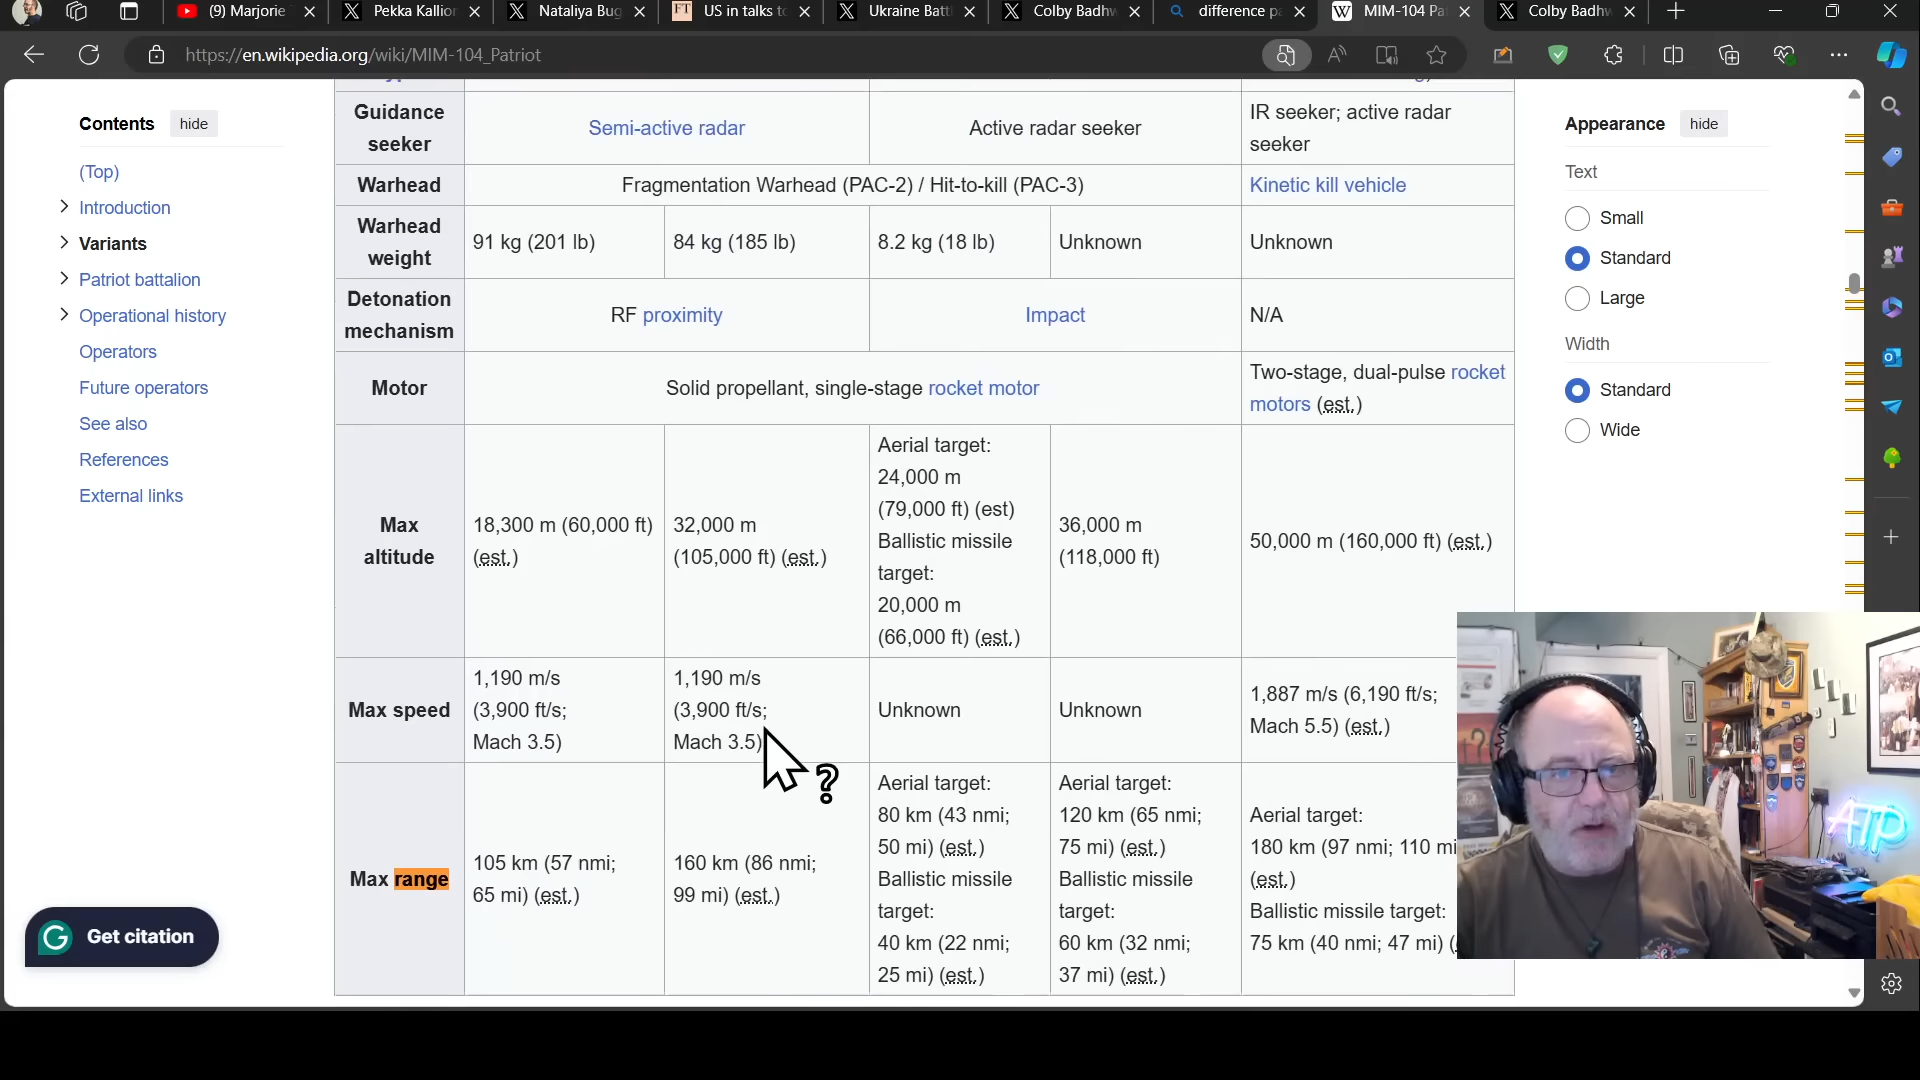 (9) Marjorie
Pekka Kallior
Nataliya Bug
US in talks to
Ukraine Batt
Colby Badhw
difference pa
MIM-104 Pa
Colby Badhw
https://en.wikipedia.org/wiki/MIM-104_Patriot
Contents
hide
(Top)
Introduction
Variants
Patriot battalion
Operational history
Operators
Future operators
See also
References
External links
Get citation
Guidance
seeker
Semi-active radar
Active radar seeker
IR seeker; active radar
seeker
Warhead
Fragmentation Warhead (PAC-2) / Hit-to-kill (PAC-3)
Kinetic kill vehicle
Warhead
weight
91 kg (201 lb)
84 kg (185 lb)
8.2 kg (18 lb)
Unknown
Unknown
Detonation
mechanism
RF proximity
Impact
N/A
Motor
Solid propellant, single-stage rocket motor
Two-stage, dual-pulse rocket
motors (est.)
Max
altitude
18,300 m (60,000 ft)
(est.)
32,000 m
(105,000 ft) (est.)
Aerial target:
24,000 m
(79,000 ft) (est)
Ballistic missile
target:
20,000 m
(66,000 ft) (est.)
36,000 m
(118,000 ft)
50,000 m (160,000 ft) (est.)
Max speed
1,190 m/s
(3,900 ft/s;
Mach 3.5)
1,190 m/s
(3,900 ft/s;
Mach 3.5)
Unknown
Unknown
1,887 m/s (6,190 ft/s;
Mach 5.5) (est.)
Max range
105 km (57 nmi;
65 mi) (est.)
160 km (86 nmi;
99 mi) (est.)
Aerial target:
80 km (43 nmi;
50 mi) (est.)
Ballistic missile
target:
40 km (22 nmi;
25 mi) (est.)
Aerial target:
120 km (65 nmi;
75 mi) (est.)
Ballistic missile
target:
60 km (32 nmi;
37 mi) (est.)
Aerial target:
180 km (97 nmi; 110 mi
(est.)
Ballistic missile target:
75 km (40 nmi; 47 mi) (
Appearance
hide
Text
Small
Standard
Large
Width
Standard
Wide
ATP